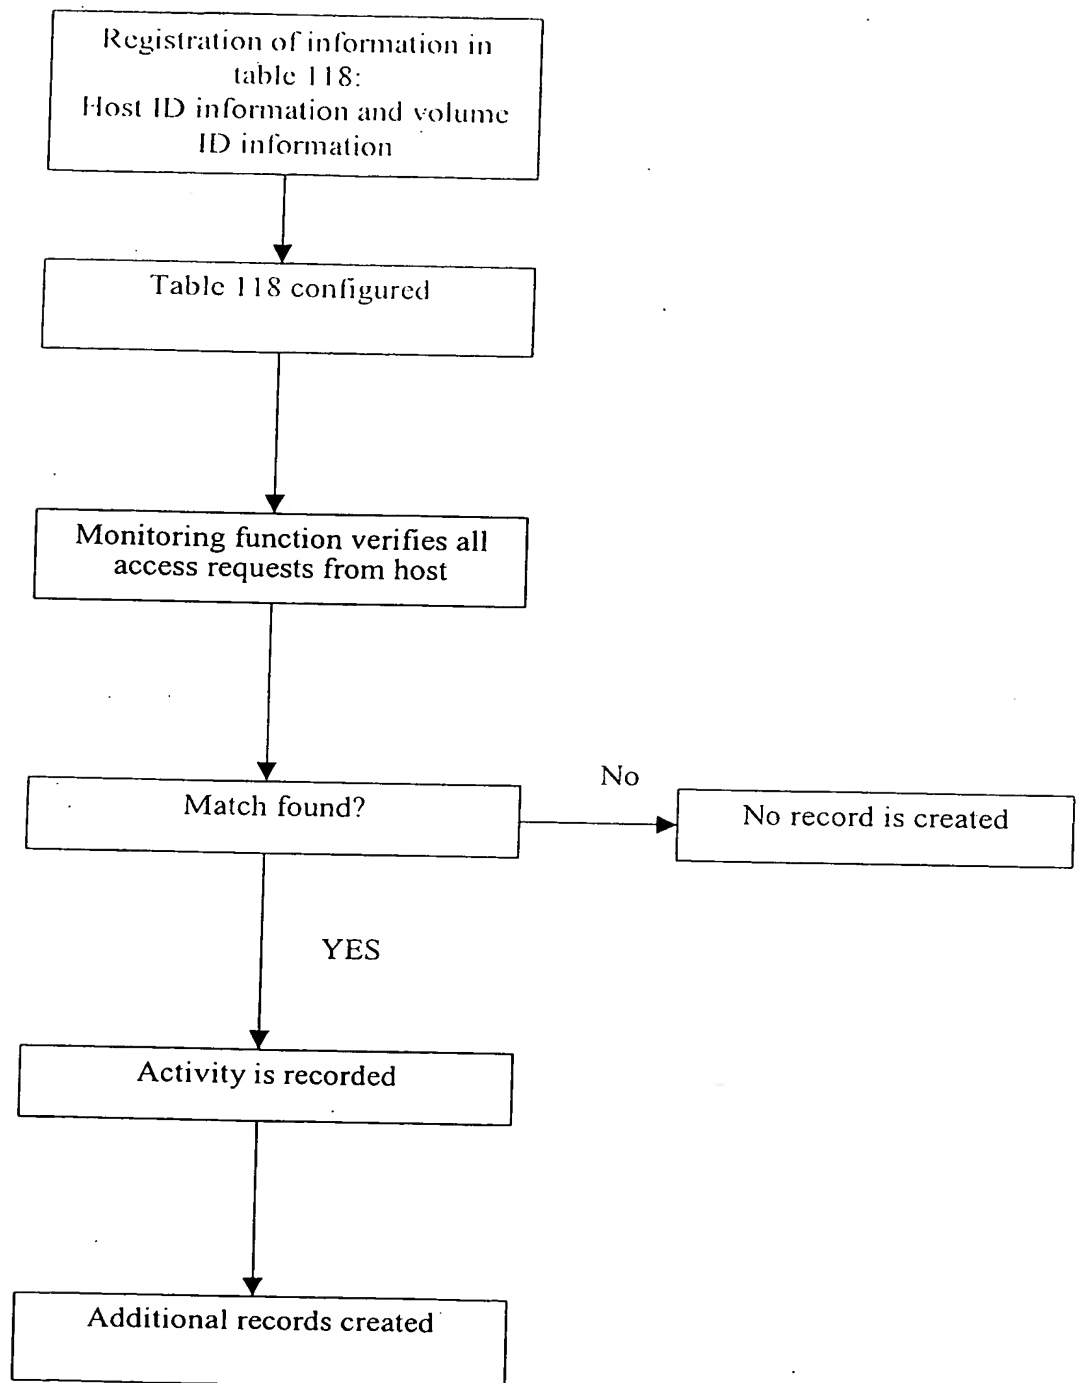 Registration of information in
table 118:
Host ID information and volume
ID information
Table 118 configured
Monitoring function verifies all
access requests from host
Match found?
No
No record is created
YES
Activity is recorded
Additional records created